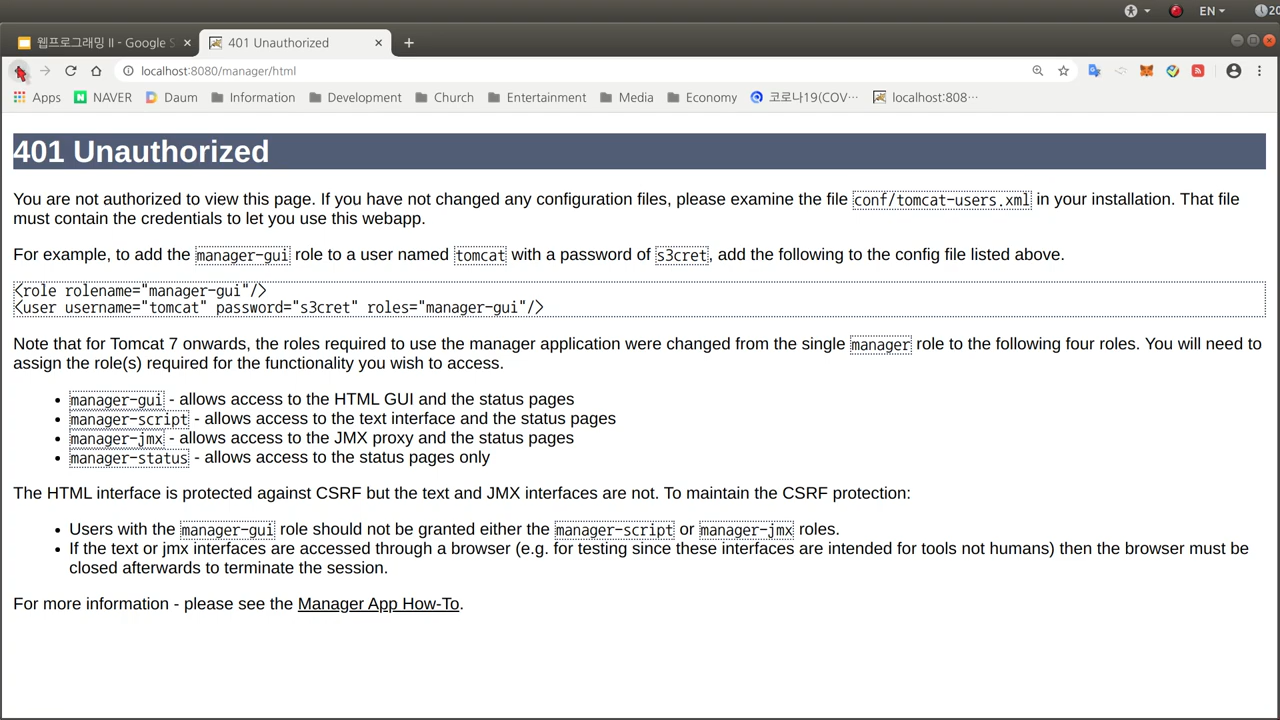 EN
20
웹프로그래밍 II - Google S
401 Unauthorized
localhost:8080/manager/html
Apps
NAVER
Daum
Information
Development
Church
Entertainment
Media
Economy
코로나19(COV…
localhost:808…
401 Unauthorized
You are not authorized to view this page. If you have not changed any configuration files, please examine the file conf/tomcat-users.xml in your installation. That file
must contain the credentials to let you use this webapp.
For example, to add the manager-gui role to a user named tomcat with a password of s3cret, add the following to the config file listed above.
<role rolename="manager-gui"/>
<user username="tomcat" password="s3cret" roles="manager-gui"/>
Note that for Tomcat 7 onwards, the roles required to use the manager application were changed from the single manager role to the following four roles. You will need to
assign the role(s) required for the functionality you wish to access.
• manager-gui - allows access to the HTML GUI and the status pages
• manager-script - allows access to the text interface and the status pages
• manager-jmx - allows access to the JMX proxy and the status pages
• manager-status - allows access to the status pages only
The HTML interface is protected against CSRF but the text and JMX interfaces are not. To maintain the CSRF protection:
• Users with the manager-gui role should not be granted either the manager-script or manager-jmx roles.
• If the text or jmx interfaces are accessed through a browser (e.g. for testing since these interfaces are intended for tools not humans) then the browser must be
closed afterwards to terminate the session.
For more information - please see the Manager App How-To.